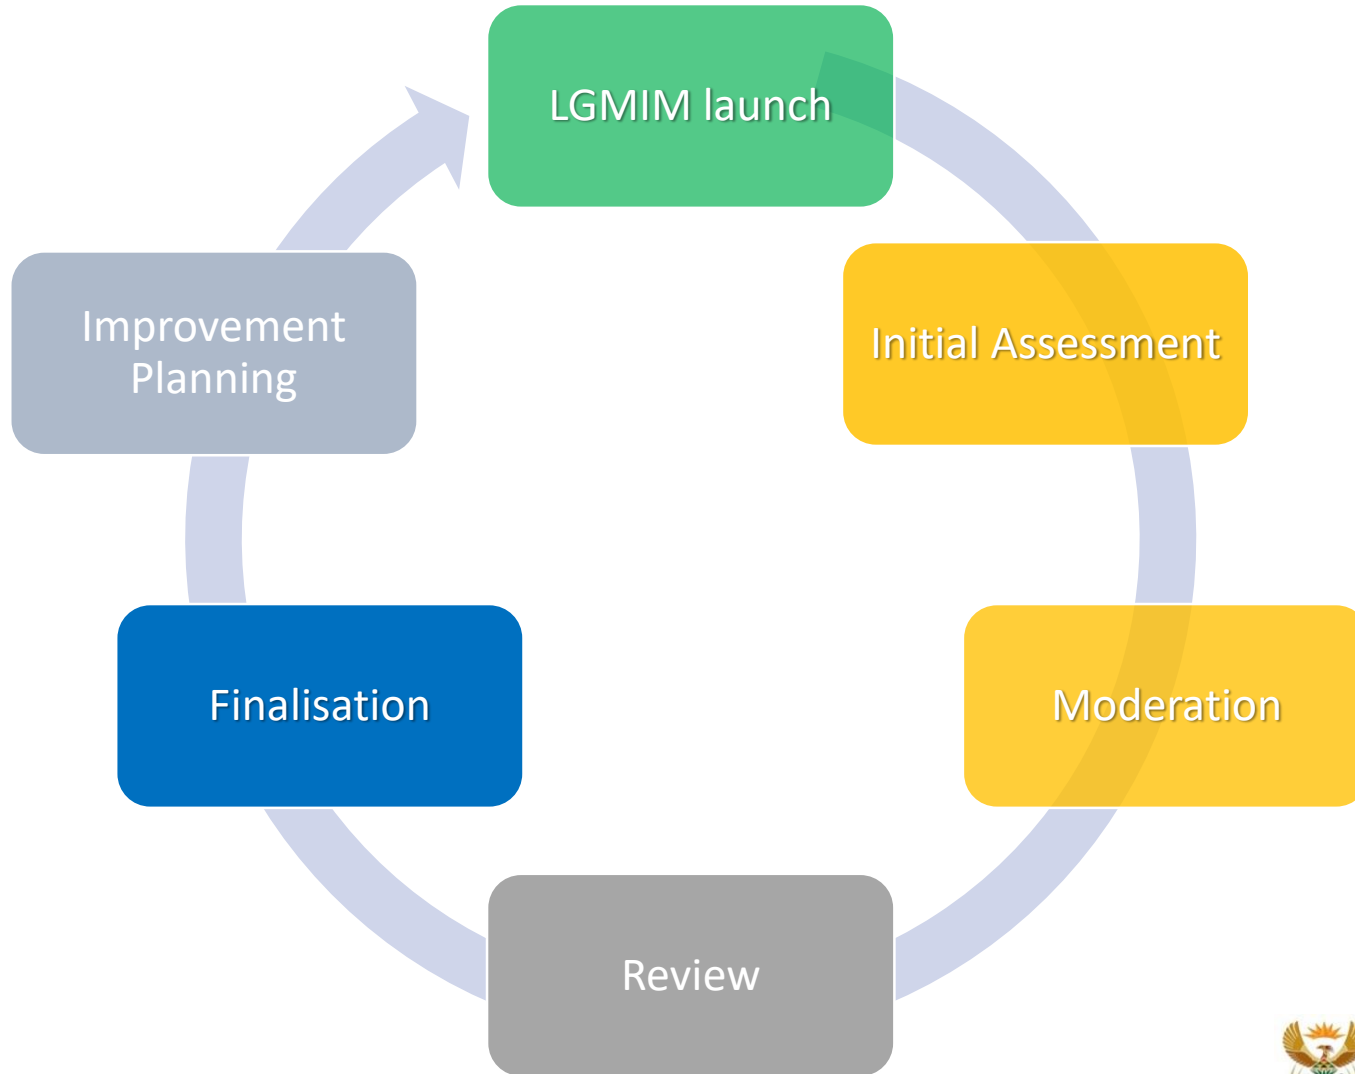 LGMIM launch
Initial Assessment
Moderation
Review
Finalisation
Improvement
Planning